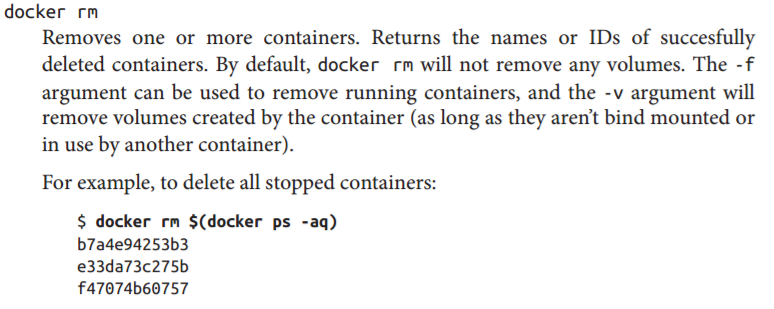 docker rm
Removes one or more containers. Returns the names or IDs of succesfully
deleted containers. By default, docker rm will not remove any volumes. The -f
argument can be used to remove running containers, and the -v argument will
remove volumes created by the container (as long as they aren’t bind mounted or
in use by another container).
For example, to delete all stopped containers:
$ docker rm $(docker ps -aq)
b7a4e94253b3
e33da73c275b
f47074b60757